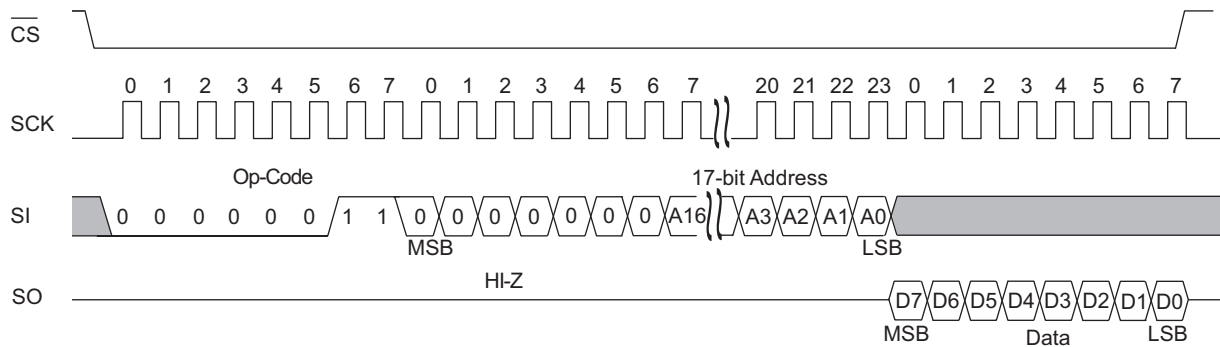 CS
0 1 2 3 4 5 6 7 0 1 2 3 4 5 6 7 20 21 22 23 0 1 2 3 4 5 6 7
SCK
Op-Code 17-bit Address
SI 0 0 0 0 0 0 1 1 0 0 0 0 0 0 0 A16 A3 A2 A1 A0
MSB LSB
HI-Z
SO D7 D6 D5 D4 D3 D2 D1 D0
MSB Data LSB